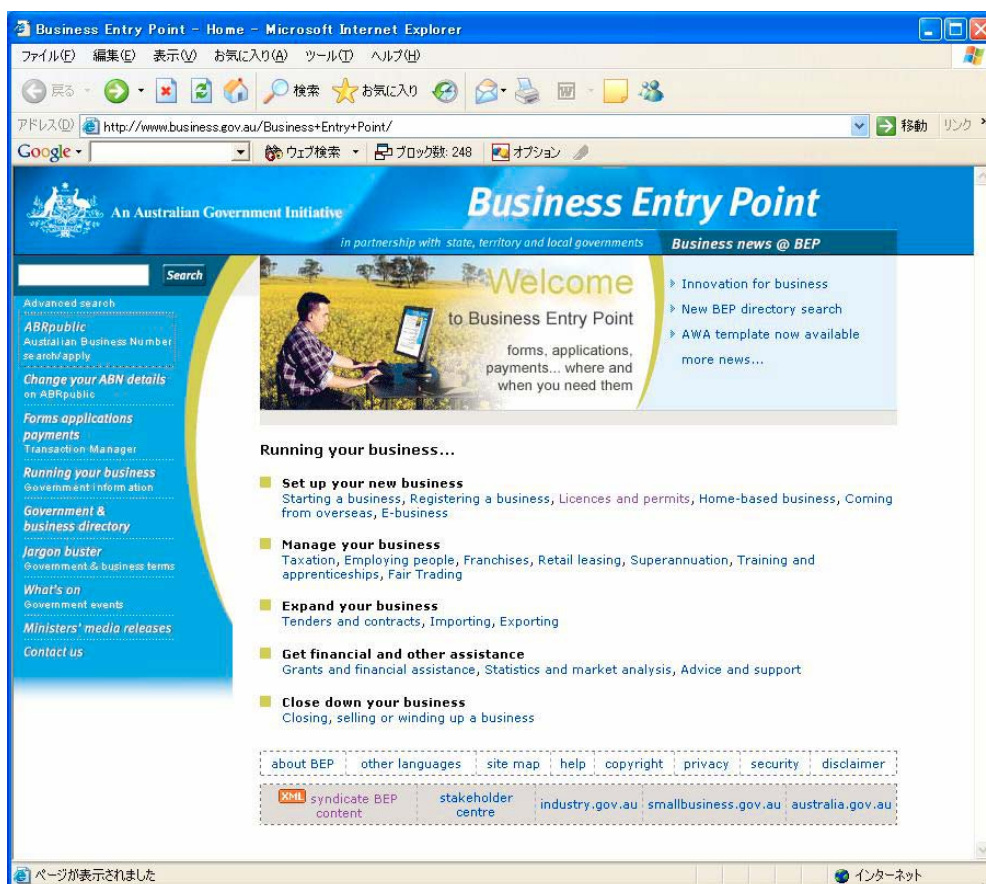 Business Entry Point - Home - Microsoft Internet Explorer
ファイル(F) 編集(E) 表示(V) お気に入り(A) ツール(T) ヘルプ(H)
戻る 検索 お気に入り
アドレス(D) http://www.business.gov.au/Business+Entry+Point/ 移動 リンク »
Google ウェブ検索 ブロック数: 248 オプション
An Australian Government Initiative
Business Entry Point
in partnership with state, territory and local governments
Business news @ BEP
Search
Advanced search
ABRpublic
Australian Business Number
search/apply
Change your ABN details
on ABRpublic
Forms applications
payments
Transaction Manager
Running your business
Government information
Government &
business directory
Jargon buster
Government & business terms
What's on
Government events
Ministers' media releases
Contact us
Welcome
to Business Entry Point
forms, applications,
payments... where and
when you need them
Innovation for business
New BEP directory search
AWA template now available
more news...
Running your business...
Set up your new business
Starting a business, Registering a business, Licences and permits, Home-based business, Coming
from overseas, E-business
Manage your business
Taxation, Employing people, Franchises, Retail leasing, Superannuation, Training and
apprenticeships, Fair Trading
Expand your business
Tenders and contracts, Importing, Exporting
Get financial and other assistance
Grants and financial assistance, Statistics and market analysis, Advice and support
Close down your business
Closing, selling or winding up a business
about BEP other languages site map help copyright privacy security disclaimer
XML syndicate BEP
content
stakeholder
centre
industry.gov.au smallbusiness.gov.au australia.gov.au
ページが表示されました インターネット